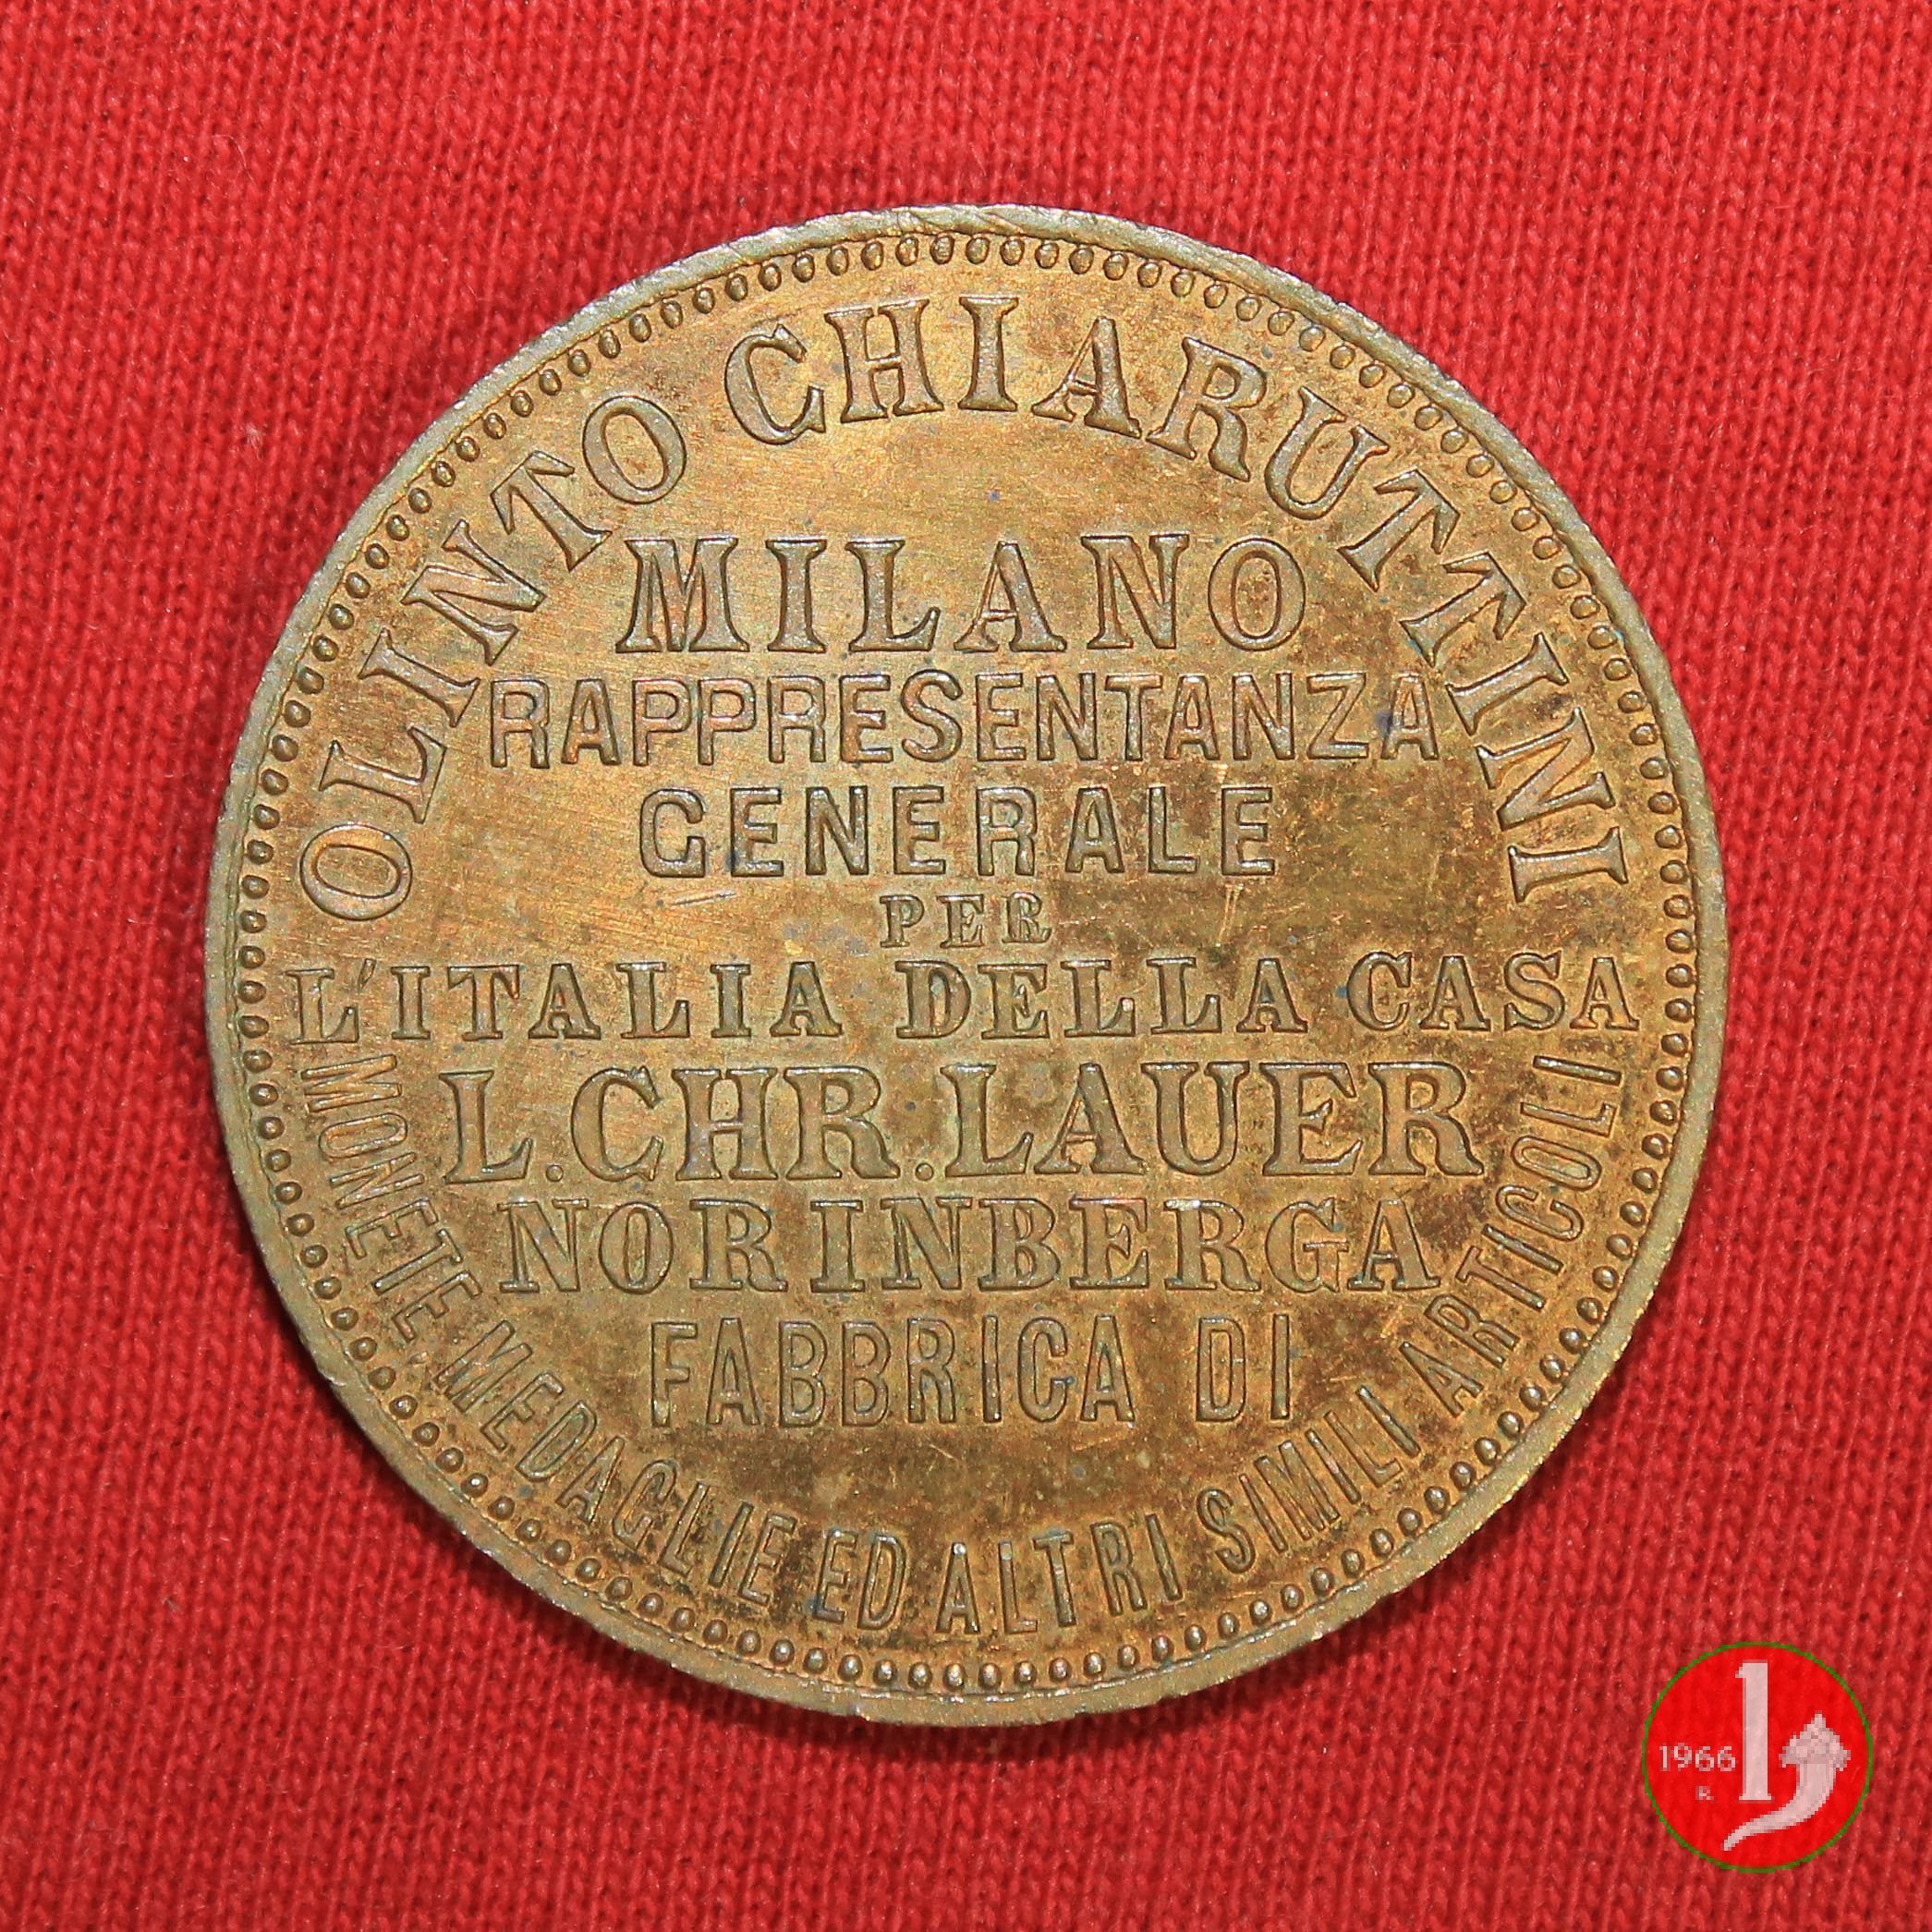 OLINTO CHIARUTTINI
MILANO
RAPPRESENTANZA
GENERALE
PER
L'ITALIA DELLA CASA
L.CHR.LAUER
NORINBERGA
FABBRICA DI
MONETE, MEDAGLIE ED ALTRI SIMILI ARTICOLI
1966
R